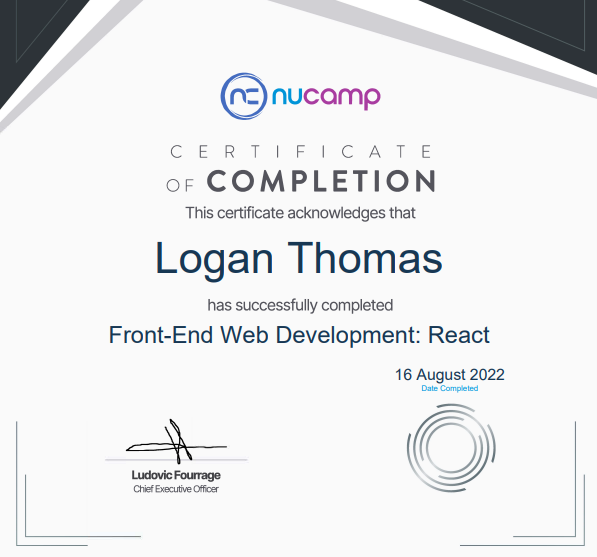 nc nucamp
CERTIFICATE
OF COMPLETION
This certificate acknowledges that
Logan Thomas
has successfully completed
Front-End Web Development: React
16 August 2022
Date Completed
Ludovic Fourrage
Chief Executive Officer